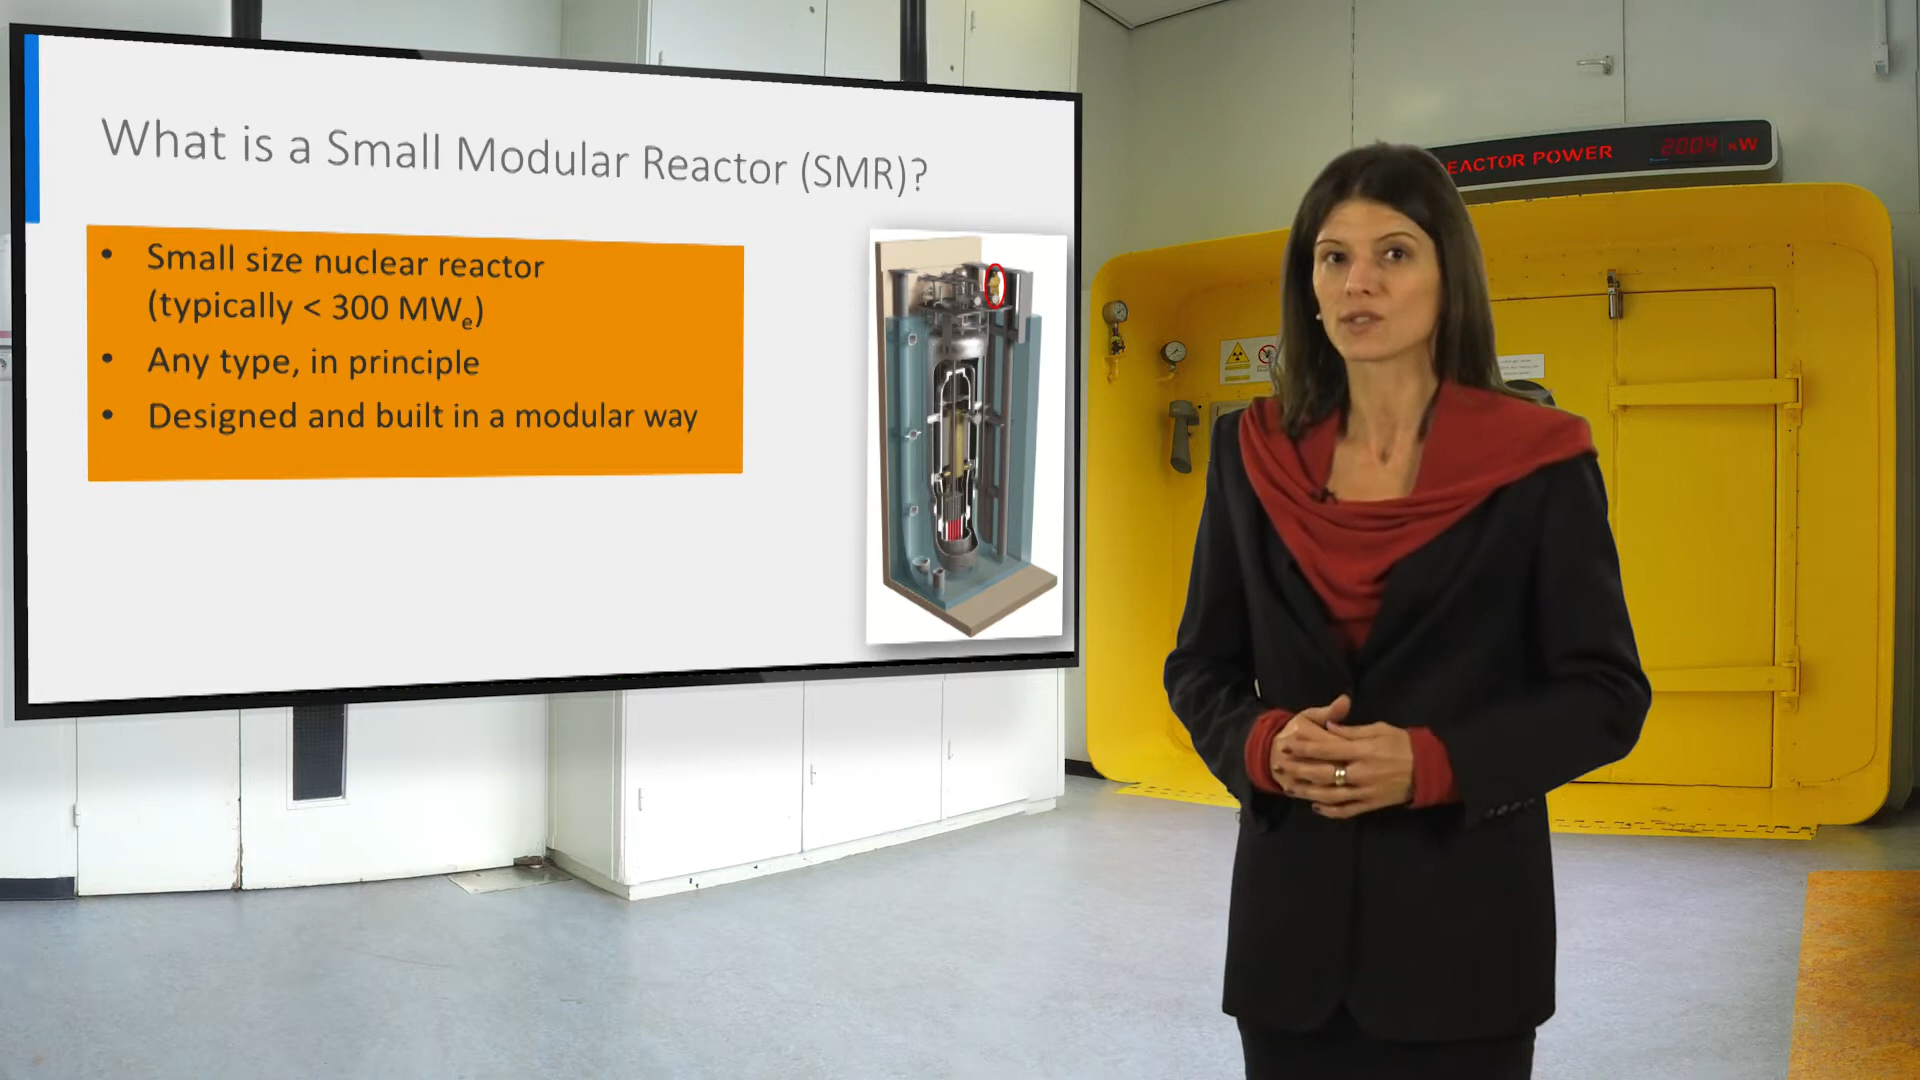 What is a Small Modular Reactor (SMR)?
• Small size nuclear reactor
(typically < 300 MWe)
• Any type, in principle
• Designed and built in a modular way
EACTOR POWER 2004 kW